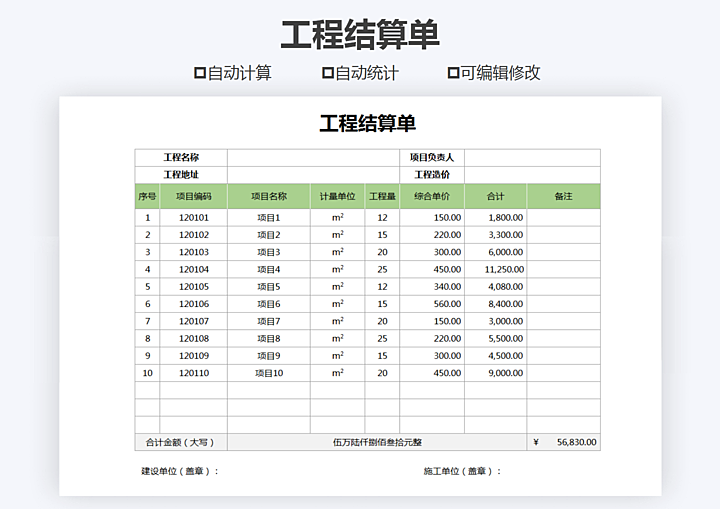 工程结算单
自动计算 自动统计 可编辑修改
工程结算单
工程名称 项目负责人
工程地址 工程造价
序号 项目编码 项目名称 计量单位 工程量 综合单价 合计 备注
1 120101 项目1 m² 12 150.00 1,800.00
2 120102 项目2 m² 15 220.00 3,300.00
3 120103 项目3 m² 20 300.00 6,000.00
4 120104 项目4 m² 25 450.00 11,250.00
5 120105 项目5 m² 12 340.00 4,080.00
6 120106 项目6 m² 15 560.00 8,400.00
7 120107 项目7 m² 20 150.00 3,000.00
8 120108 项目8 m² 25 220.00 5,500.00
9 120109 项目9 m² 15 300.00 4,500.00
10 120110 项目10 m² 20 450.00 9,000.00
合计金额（大写） 伍万陆仟捌佰叁拾元整 ¥ 56,830.00
建设单位（盖章）： 施工单位（盖章）：